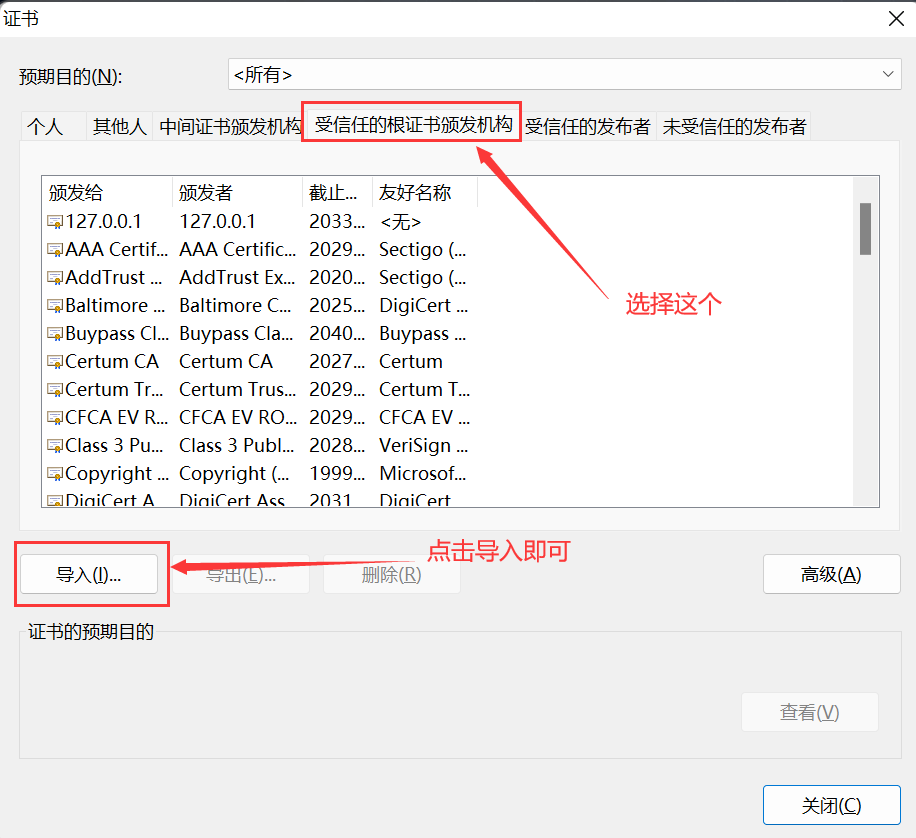 证书
预期目的(N):
<所有>
个人 其他人 中间证书颁发机构 受信任的根证书颁发机构 受信任的发布者 未受信任的发布者
颁发给 颁发者 截止... 友好名称
127.0.0.1 127.0.0.1 2033... <无>
AAA Certif... AAA Certific... 2029... Sectigo (...
AddTrust ... AddTrust Ex... 2020... Sectigo (...
Baltimore ... Baltimore C... 2025... DigiCert ...
Buypass Cl... Buypass Cla... 2040... Buypass ...
Certum CA Certum CA 2027... Certum
Certum Tr... Certum Trus... 2029... Certum T...
CFCA EV R... CFCA EV RO... 2029... CFCA EV ...
Class 3 Pu... Class 3 Publ... 2028... VeriSign ...
Copyright ... Copyright (... 1999... Microsof...
DigiCert A DigiCert Ass 2031 DigiCert
选择这个
点击导入即可
导入(I)... 导出(E)... 删除(R) 高级(A)
证书的预期目的
查看(V)
关闭(C)